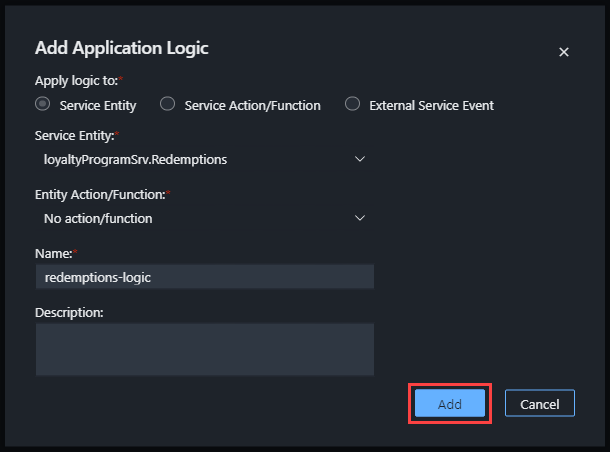 Add Application Logic
Apply logic to:*
Service Entity Service Action/Function External Service Event
Service Entity:*
loyaltyProgramSrv.Redemptions
Entity Action/Function:*
No action/function
Name:*
redemptions-logic
Description:
Add Cancel